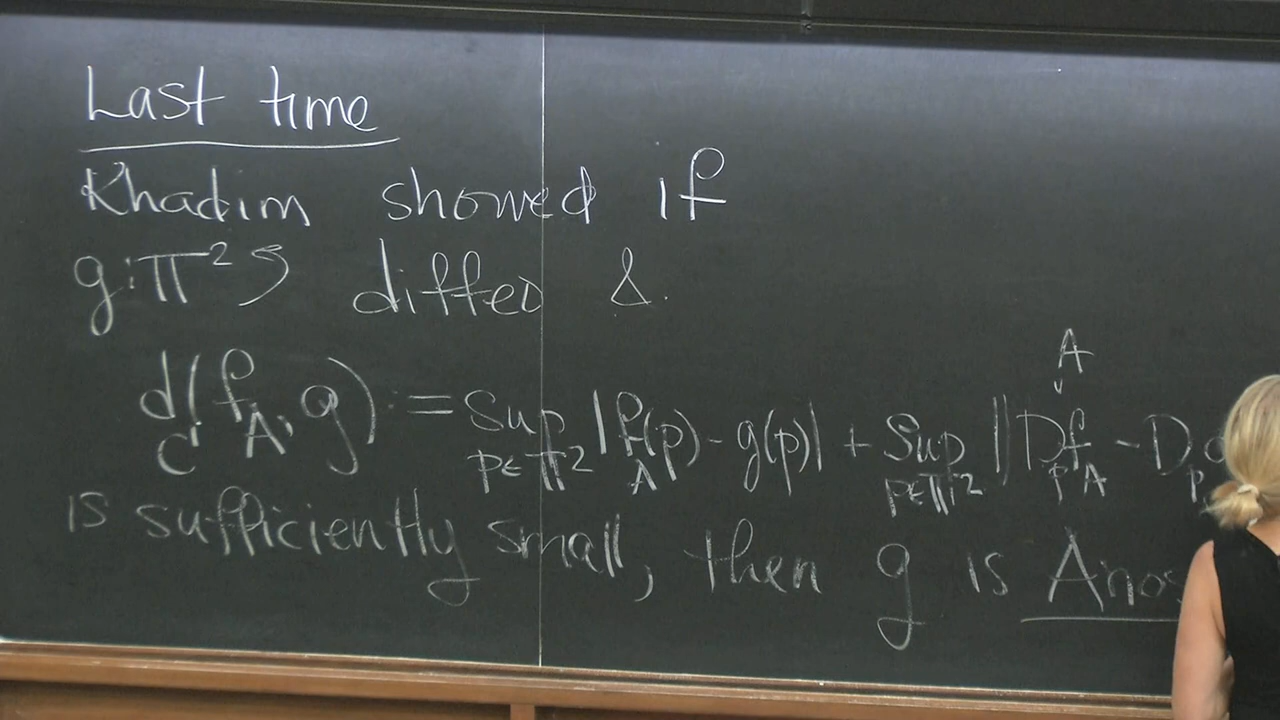 Last time
Khadim showed if
g: 𝕋²↺ diffeo &
d_{C¹}(f_A, g) := sup_{p∈𝕋²} |f_A(p) - g(p)| + sup_{p∈𝕋²} ||D_p f_A - D_p
A
is sufficiently small, then g is Anos